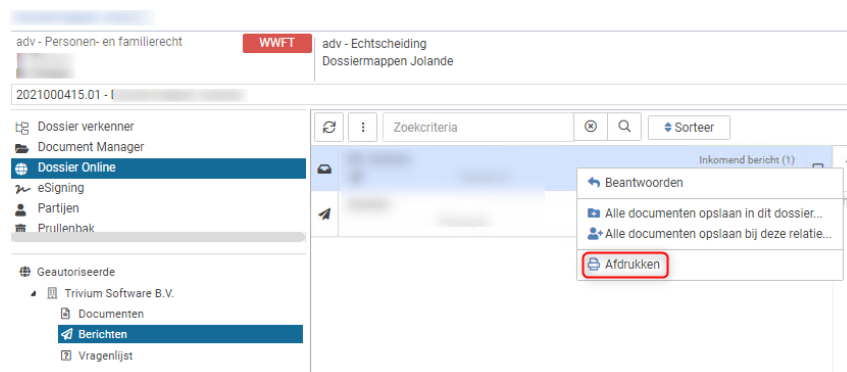 adv - Personen- en familierecht
WWFT
adv - Echtscheiding
Dossiermappen Jolande
2021000415.01 -
Dossier verkenner
Document Manager
Dossier Online
eSigning
Partijen
Prullenbak
Zoekcriteria
Sorteer
Inkomend bericht (1)
Beantwoorden
Alle documenten opslaan in dit dossier...
Alle documenten opslaan bij deze relatie...
Afdrukken
Geautoriseerde
Trivium Software B.V.
Documenten
Berichten
Vragenlijst